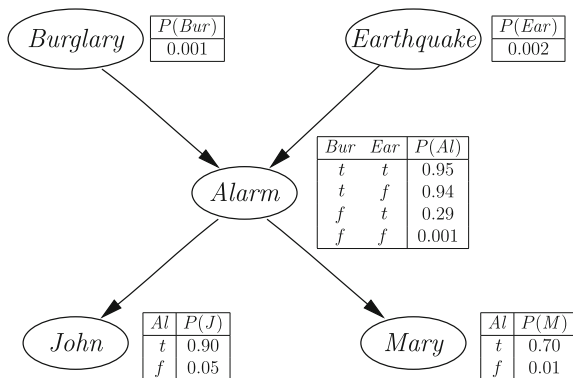 Burglary
P(Bur)
0.001
Earthquake
P(Ear)
0.002
Alarm
Bur Ear P(Al)
t t 0.95
t f 0.94
f t 0.29
f f 0.001
John
Al P(J)
t 0.90
f 0.05
Mary
Al P(M)
t 0.70
f 0.01